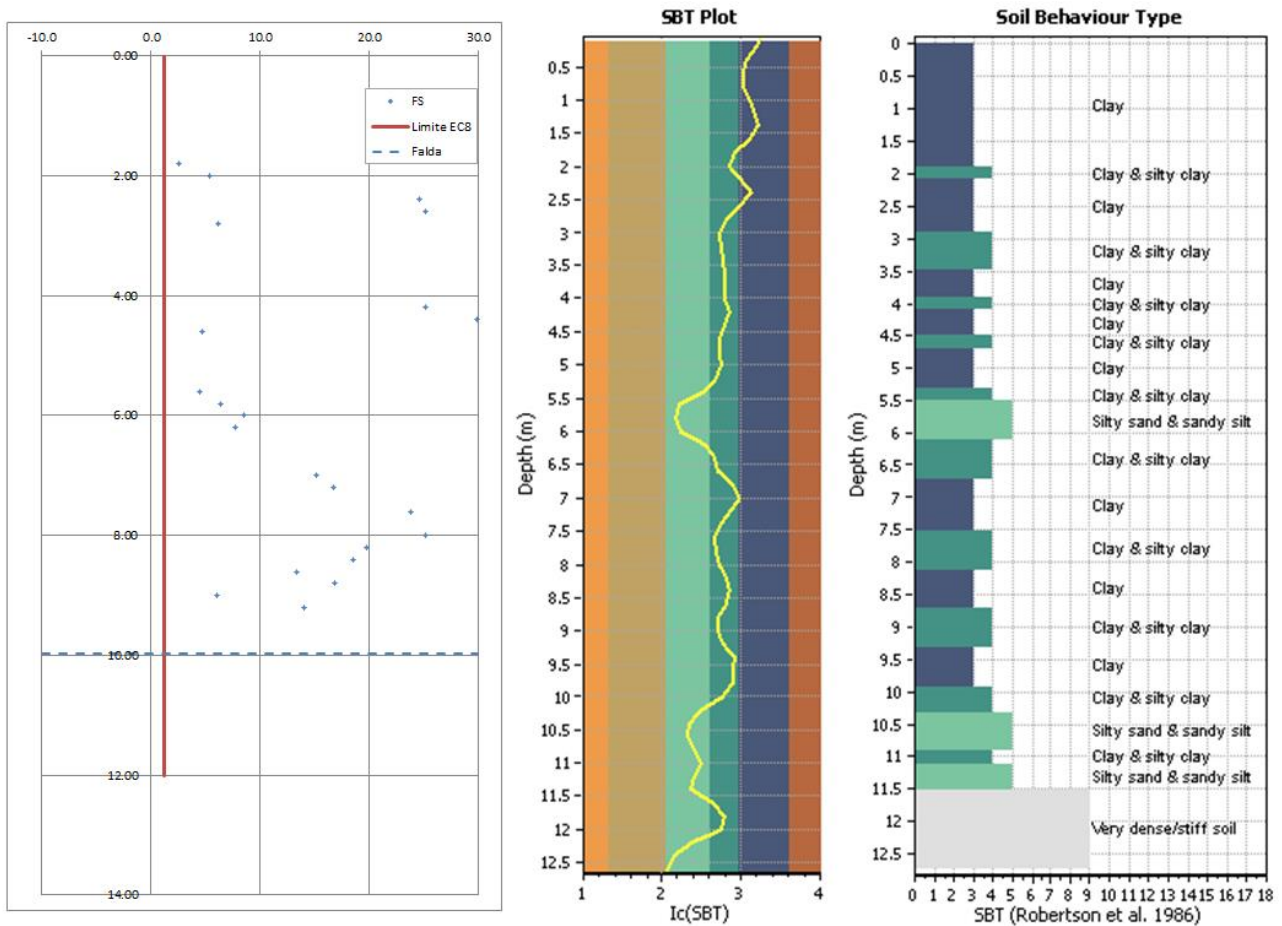 -10.0 0.0 10.0 20.0 30.0
0.00
2.00
4.00
6.00
8.00
10.00
12.00
14.00
FS
Limite EC8
Falda
SBT Plot
Depth (m)
0.5
1
1.5
2
2.5
3
3.5
4
4.5
5
5.5
6
6.5
7
7.5
8
8.5
9
9.5
10
10.5
11
11.5
12
12.5
1 2 3 4
Ic(SBT)
Soil Behaviour Type
Depth (m)
0
0.5
1
1.5
2
2.5
3
3.5
4
4.5
5
5.5
6
6.5
7
7.5
8
8.5
9
9.5
10
10.5
11
11.5
12
12.5
Clay
Clay & silty clay
Clay
Clay & silty clay
Clay
Clay & silty clay
Clay
Clay & silty clay
Clay
Clay & silty clay
Silty sand & sandy silt
Clay & silty clay
Clay
Clay & silty clay
Clay
Clay & silty clay
Clay
Clay & silty clay
Silty sand & sandy silt
Clay & silty clay
Silty sand & sandy silt
Very dense/stiff soil
0 1 2 3 4 5 6 7 8 9 10 11 12 13 14 15 16 17 18
SBT (Robertson et al. 1986)